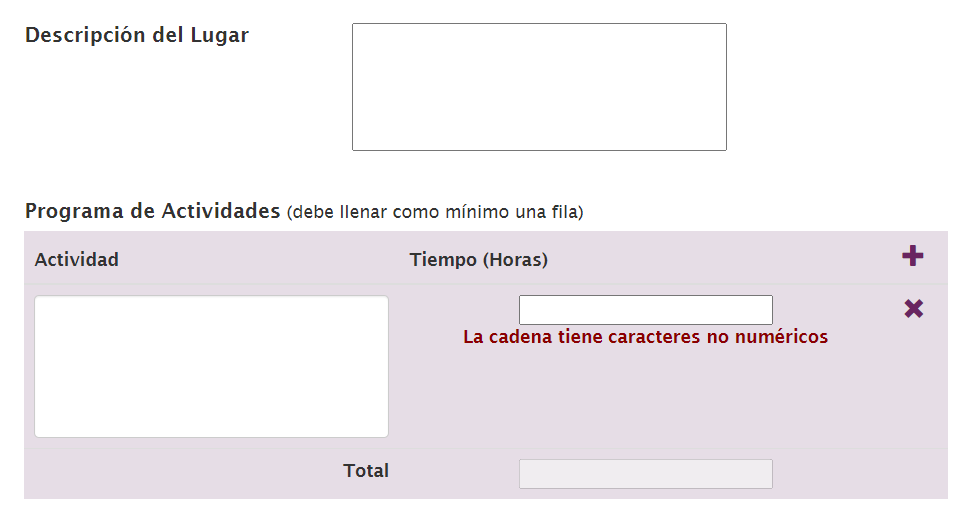 Descripción del Lugar
Programa de Actividades (debe llenar como mínimo una fila)
Actividad Tiempo (Horas)
La cadena tiene caracteres no numéricos
Total